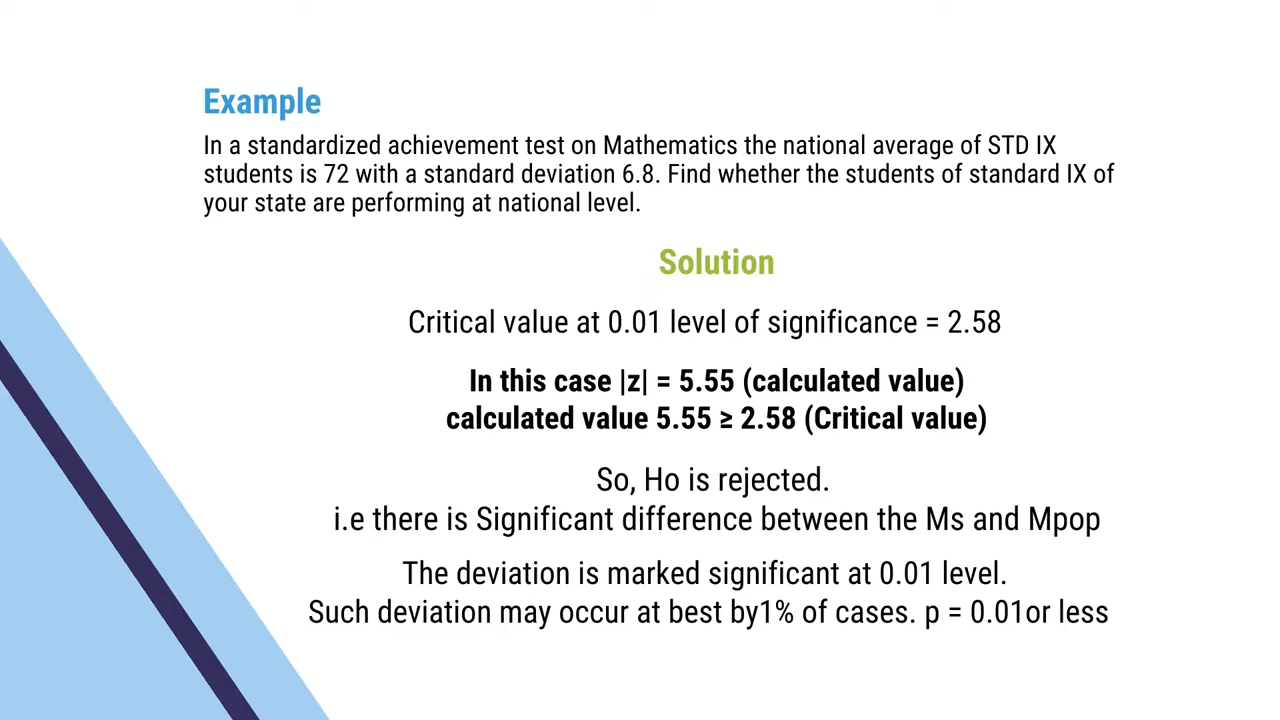 Example
In a standardized achievement test on Mathematics the national average of STD IX
students is 72 with a standard deviation 6.8. Find whether the students of standard IX of
your state are performing at national level.
Solution
Critical value at 0.01 level of significance = 2.58
In this case |z| = 5.55 (calculated value)
calculated value 5.55 ≥ 2.58 (Critical value)
So, Ho is rejected.
i.e there is Significant difference between the Ms and Mpop
The deviation is marked significant at 0.01 level.
Such deviation may occur at best by1% of cases. p = 0.01or less